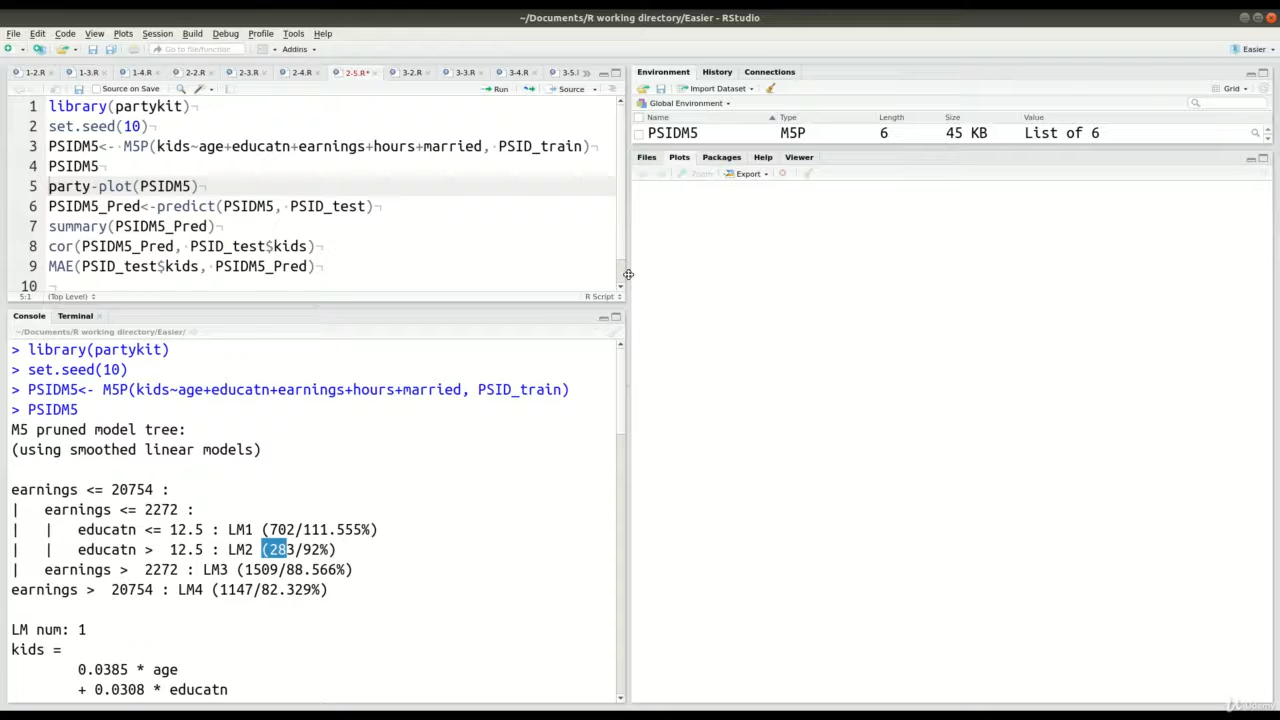 ~/Documents/R working directory/Easier - RStudio
File Edit Code View Plots Session Build Debug Profile Tools Help
Go to file/function Addins Easier
1-2.R 1-3.R 1-4.R 2-2.R 2-3.R 2-4.R 2-5.R* 3-2.R 3-3.R 3-4.R 3-5.
Source on Save Run Source
1 library(partykit)
2 set.seed(10)
3 PSIDM5<- M5P(kids~age+educatn+earnings+hours+married, PSID_train)
4 PSIDM5
5 party-plot(PSIDM5)
6 PSIDM5_Pred<-predict(PSIDM5, PSID_test)
7 summary(PSIDM5_Pred)
8 cor(PSIDM5_Pred, PSID_test$kids)
9 MAE(PSID_test$kids, PSIDM5_Pred)
10
5:1 (Top Level) R Script
Console Terminal
~/Documents/R working directory/Easier/
> library(partykit)
> set.seed(10)
> PSIDM5<- M5P(kids~age+educatn+earnings+hours+married, PSID_train)
> PSIDM5
M5 pruned model tree:
(using smoothed linear models)
earnings <= 20754 :
|   earnings <= 2272 :
|   |   educatn <= 12.5 : LM1 (702/111.555%)
|   |   educatn >  12.5 : LM2 (283/92%)
|   earnings >  2272 : LM3 (1509/88.566%)
earnings >  20754 : LM4 (1147/82.329%)
LM num: 1
kids =
0.0385 * age
+ 0.0308 * educatn
Environment History Connections
Import Dataset Grid
Global Environment
Name Type Length Size Value
PSIDM5 M5P 6 45 KB List of 6
Files Plots Packages Help Viewer
Zoom Export
Udemy